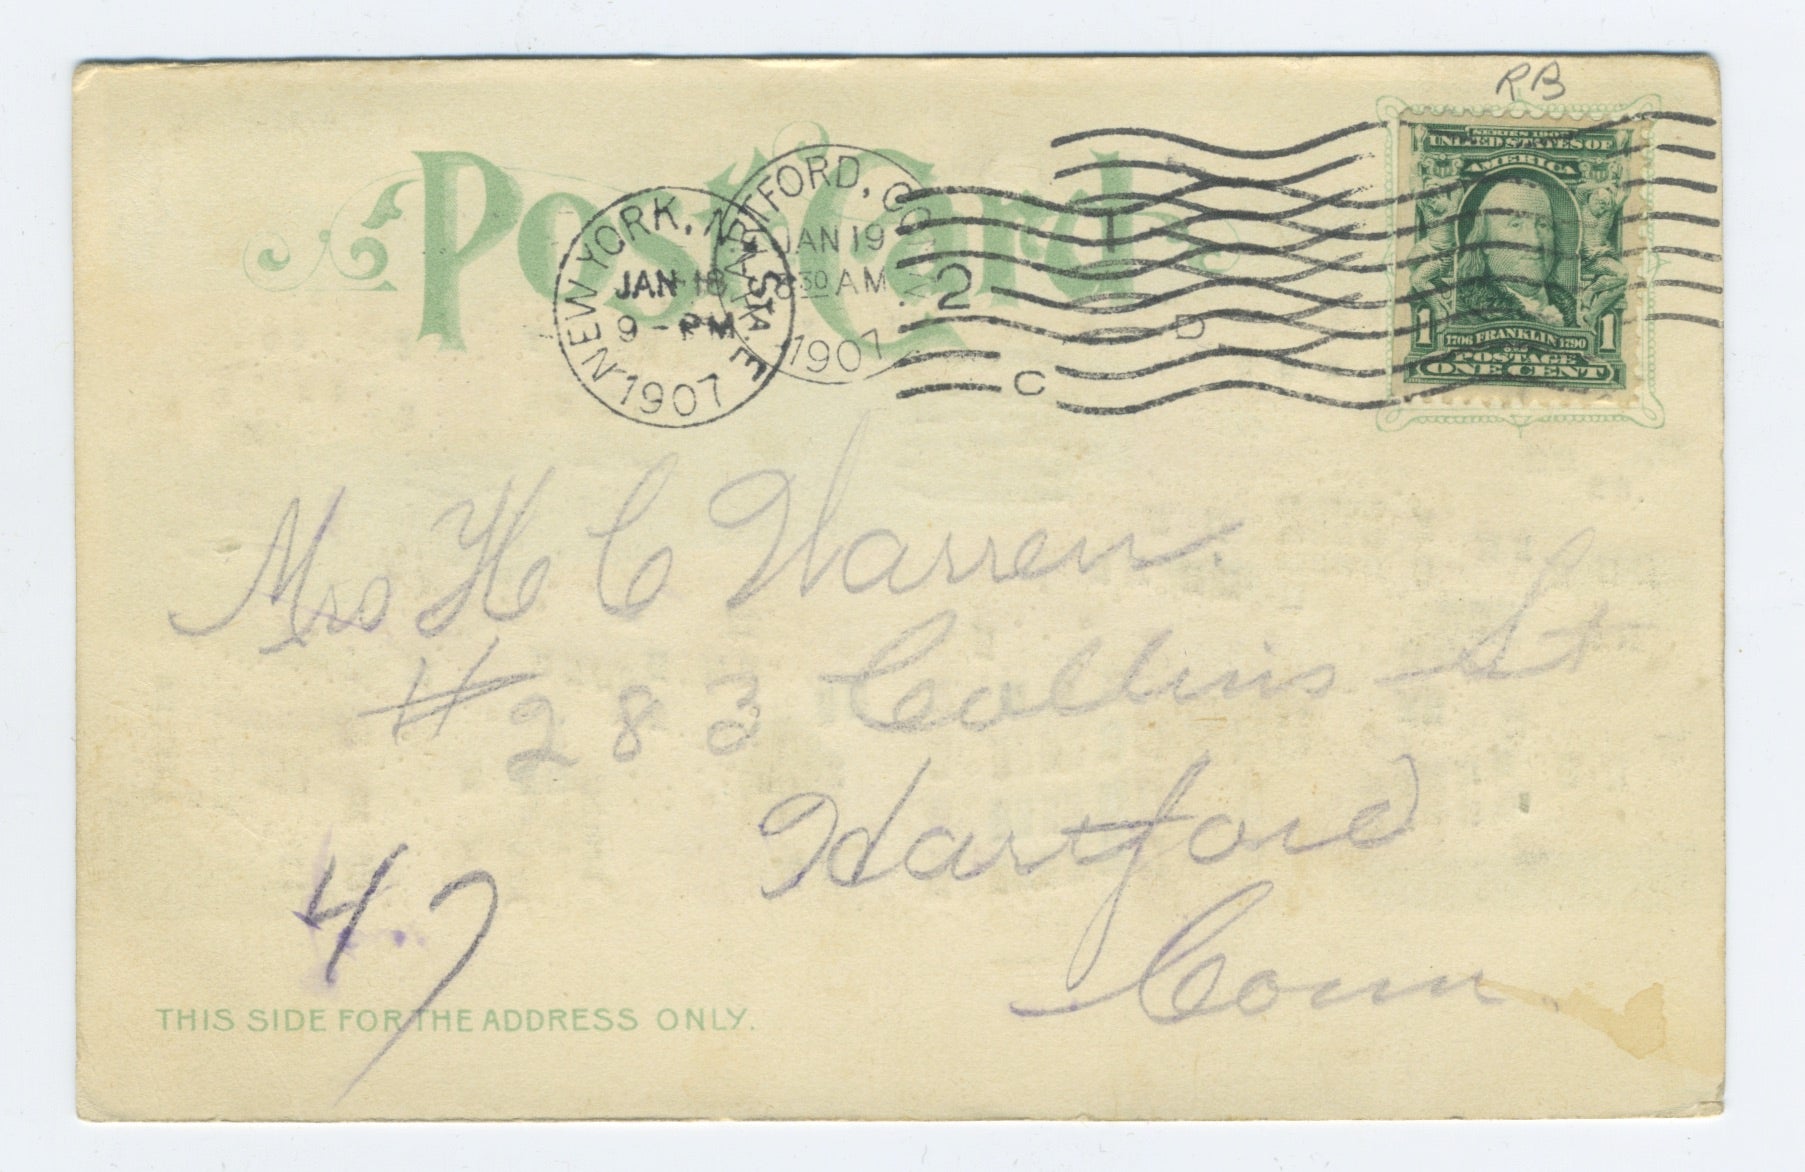 RB
Post Card
NEW YORK, N.Y. STA. E
JAN 18
9 - PM
1907
HARTFORD, CONN.
JAN 19
8 30 AM
1907
2
C
1
D
SERIES 1902
UNITED STATES OF
AMERICA
1 1706 FRANKLIN 1790 1
POSTAGE
ONE CENT
Mrs H C Warren.
# 283 Collins St
Hartford
Conn.
47
THIS SIDE FOR THE ADDRESS ONLY.